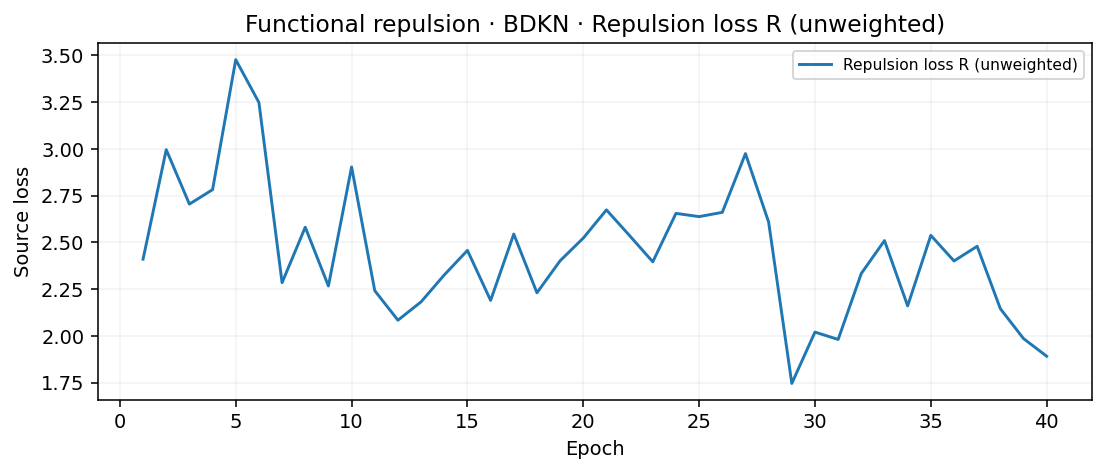 Functional repulsion · BDKN · Repulsion loss R (unweighted)
Repulsion loss R (unweighted)
Source loss
3.50
3.25
3.00
2.75
2.50
2.25
2.00
1.75
0 5 10 15 20 25 30 35 40
Epoch